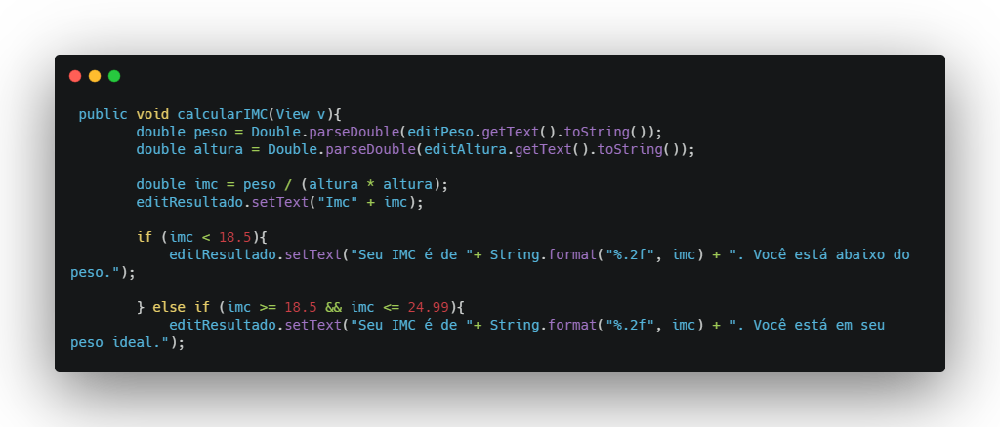 public void calcularIMC(View v){
double peso = Double.parseDouble(editPeso.getText().toString());
double altura = Double.parseDouble(editAltura.getText().toString());
double imc = peso / (altura * altura);
editResultado.setText("Imc" + imc);
if (imc < 18.5){
editResultado.setText("Seu IMC é de "+ String.format("%.2f", imc) + ". Você está abaixo do
peso.");
} else if (imc >= 18.5 && imc <= 24.99){
editResultado.setText("Seu IMC é de "+ String.format("%.2f", imc) + ". Você está em seu
peso ideal.");